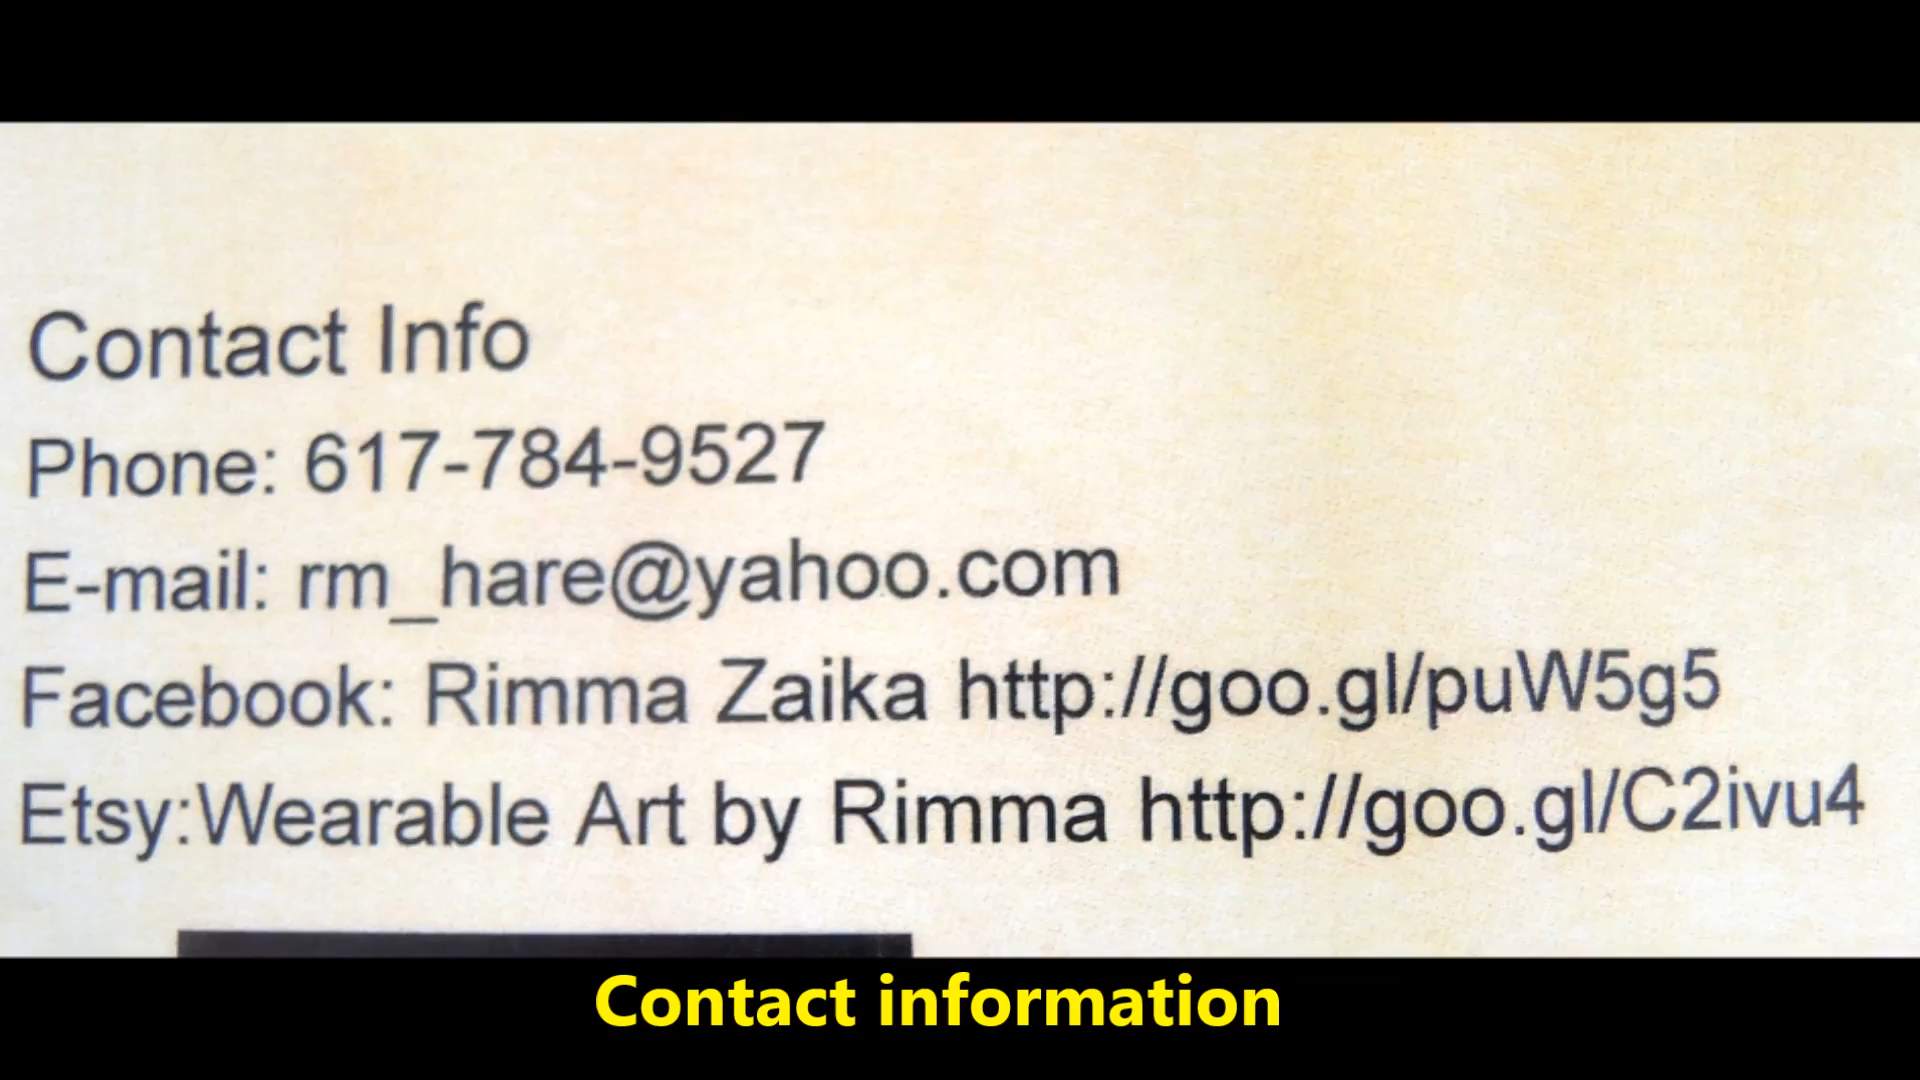 Contact Info
Phone: 617-784-9527
E-mail: rm_hare@yahoo.com
Facebook: Rimma Zaika http://goo.gl/puW5g5
Etsy:Wearable Art by Rimma http://goo.gl/C2ivu4
Contact information